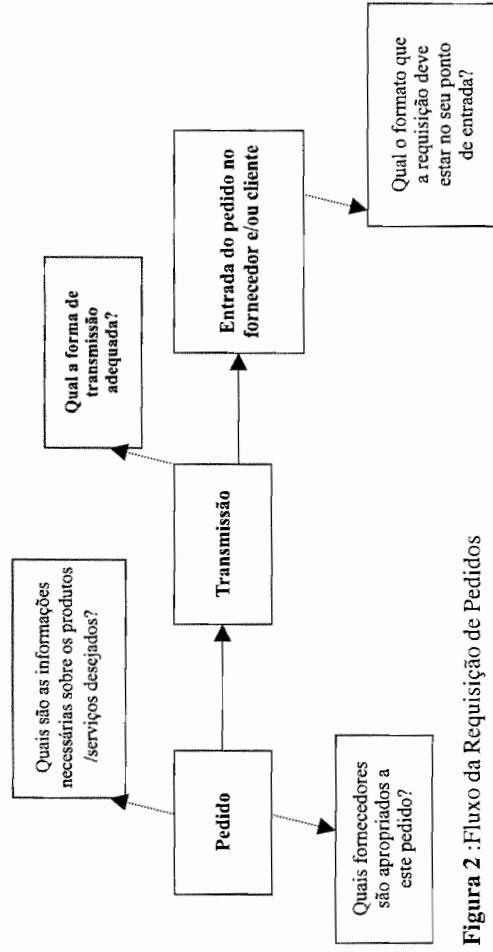 Quais são as informações
necessárias sobre os produtos
/serviços desejados?
Qual a forma de
transmissão
adequada?
Pedido
Transmissão
Entrada do pedido no
fornecedor e/ou cliente
Quais fornecedores
são apropriados a
este pedido?
Qual o formato que
a requisição deve
estar no seu ponto
de entrada?
Figura 2 :Fluxo da Requisição de Pedidos